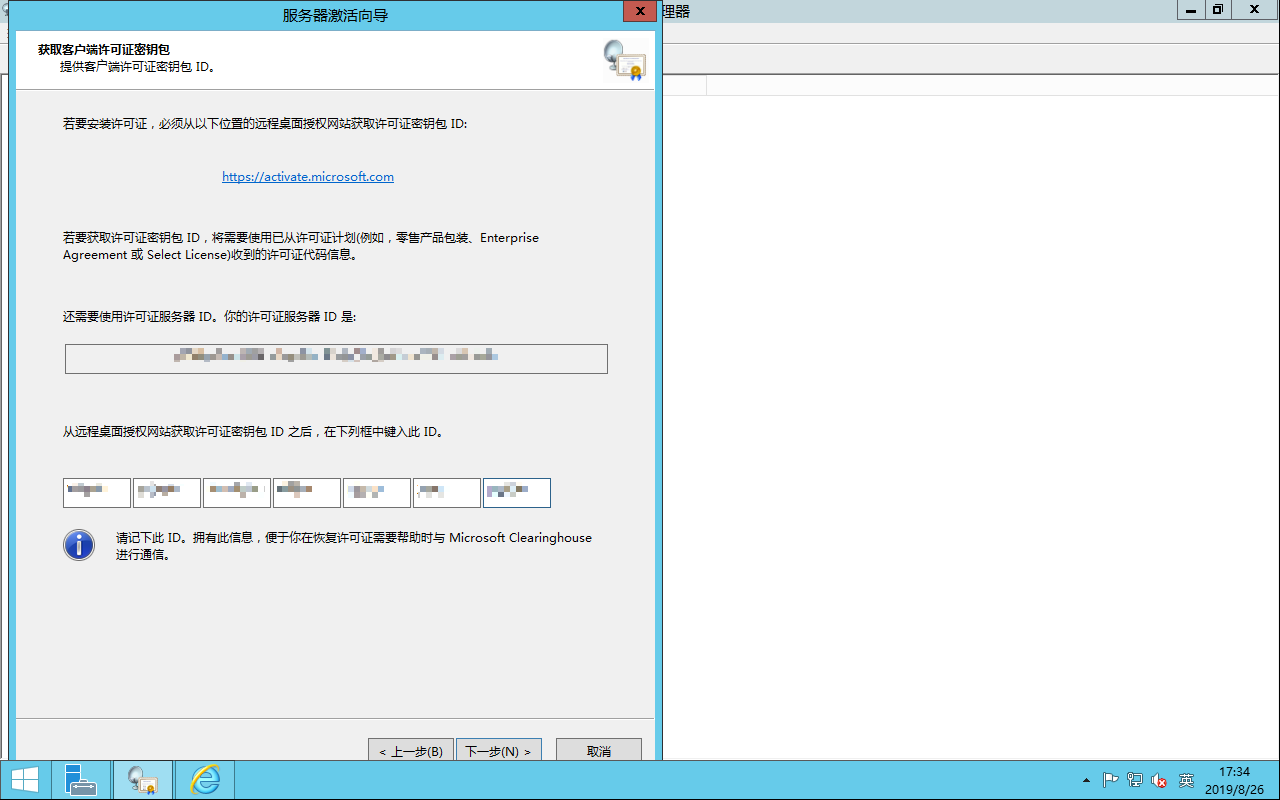 服务器激活向导
理器
获取客户端许可证密钥包
提供客户端许可证密钥包 ID。
若要安装许可证，必须从以下位置的远程桌面授权网站获取许可证密钥包 ID:
https://activate.microsoft.com
若要获取许可证密钥包 ID，将需要使用已从许可证计划(例如，零售产品包装、Enterprise
Agreement 或 Select License)收到的许可证代码信息。
还需要使用许可证服务器 ID。你的许可证服务器 ID 是:
从远程桌面授权网站获取许可证密钥包 ID 之后，在下列框中键入此 ID。
请记下此 ID。拥有此信息，便于你在恢复许可证需要帮助时与 Microsoft Clearinghouse
进行通信。
< 上一步(B) 下一步(N) > 取消
英
17:34
2019/8/26